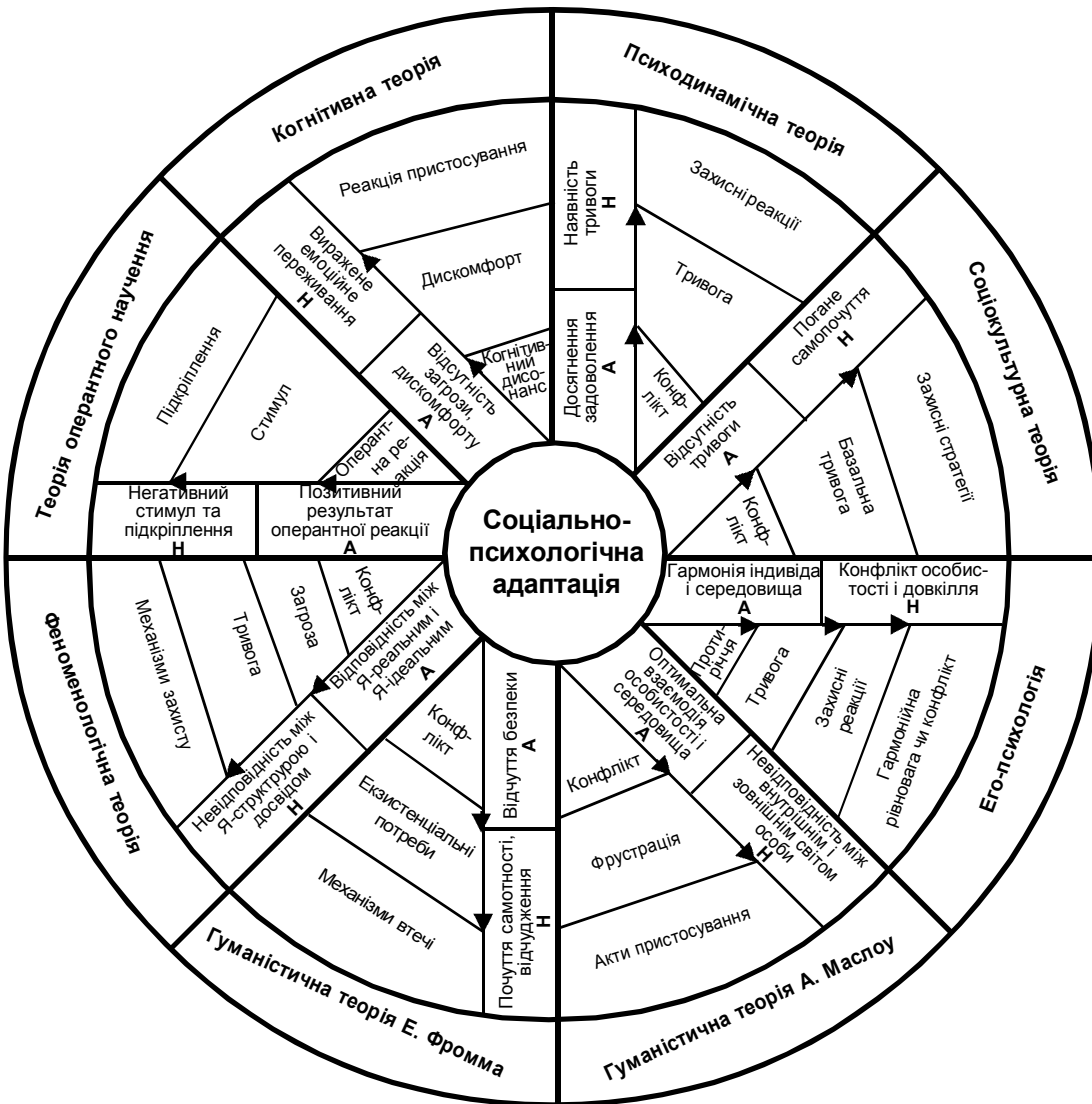 Когнітивна теорія
Реакція пристосування
Дискомфорт
Когнітив-
ний
дисо-
нанс
Виражене
емоційне
переживання
Н
Відсутність
загрози,
дискомфорту
А
Психодинамічна теорія
Наявність
тривоги
Н
Досягнення
задоволення
А
Захисні реакції
Тривога
Конф-
лікт
Соціокультурна теорія
Погане
самопочуття
Н
Відсутність
тривоги
А
Захисні стратегії
Базальна
тривога
Конф-
лікт
Его-психологія
Гармонія індивіда
і середовища
А
Конфлікт особис-
тості і довкілля
Н
Проти-
річчя
Тривога
Захисні
реакції
Гармонійна
рівновага чи конфлікт
Гуманістична теорія А. Маслоу
Оптимальна
взаємодія
особистості і
середовища
А
Невідповідність між
внутрішнім і
зовнішнім світом
особи
Н
Конфлікт
Фрустрація
Акти пристосування
Гуманістична теорія Е. Фромма
Відчуття безпеки
А
Почуття самотності,
відчудження
Н
Конф-
лікт
Екзистенціальні
потреби
Механізми втечі
Феноменологічна теорія
Відповідність між
Я-реальним і
Я-ідеальним
А
Невідповідність між
Я-структрурою і
досвідом
Н
Конф-
лікт
Загроза
Тривога
Механізми захисту
Теорія оперантного научення
Підкріплення
Стимул
Оперант-
на ре-
акція
Негативний
стимул та
підкріплення
Н
Позитивний
результат
оперантної реакції
А
Соціально-
психологічна
адаптація